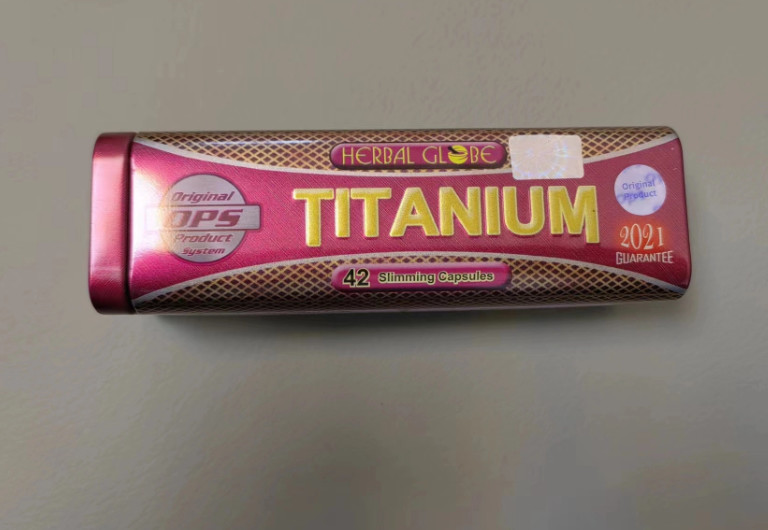 HERBAL GLOBE
Original
OPS
Product
System
TITANIUM
42 Slimming Capsules
Original
Product
2021
GUARANTEE